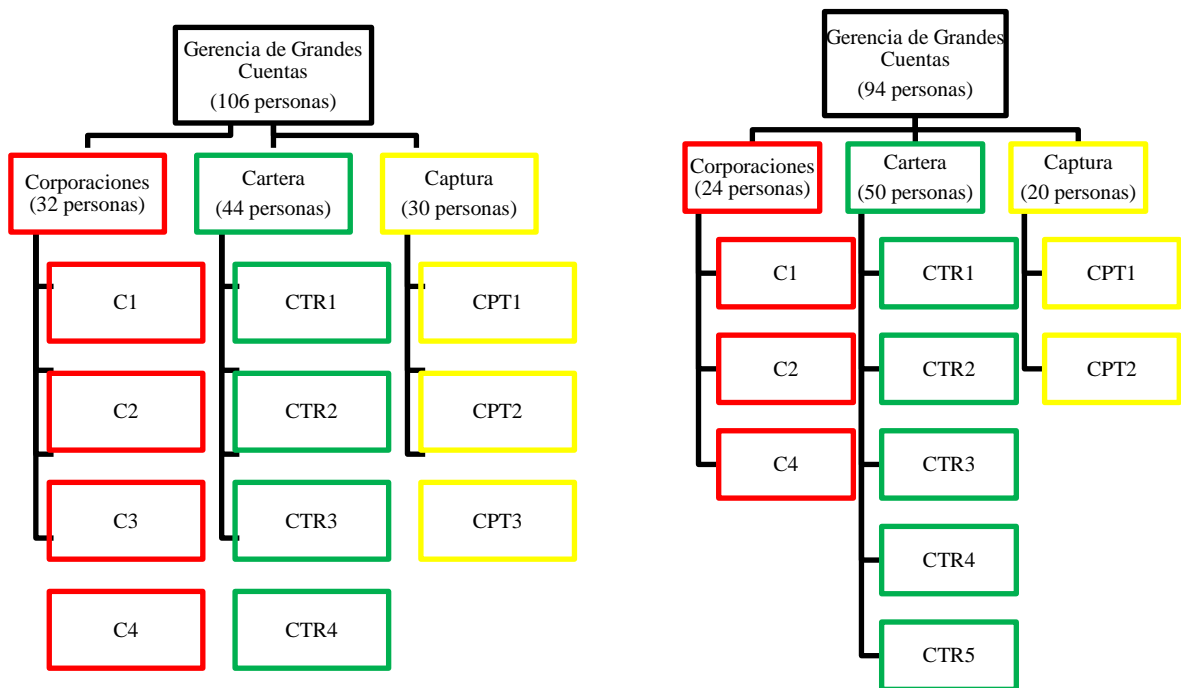 Gerencia de Grandes
Cuentas
(106 personas)
Corporaciones
(32 personas)
Cartera
(44 personas)
Captura
(30 personas)
C1
CTR1
CPT1
C2
CTR2
CPT2
C3
CTR3
CPT3
C4
CTR4
Gerencia de Grandes
Cuentas
(94 personas)
Corporaciones
(24 personas)
Cartera
(50 personas)
Captura
(20 personas)
C1
CTR1
CPT1
C2
CTR2
CPT2
C4
CTR3
CTR4
CTR5